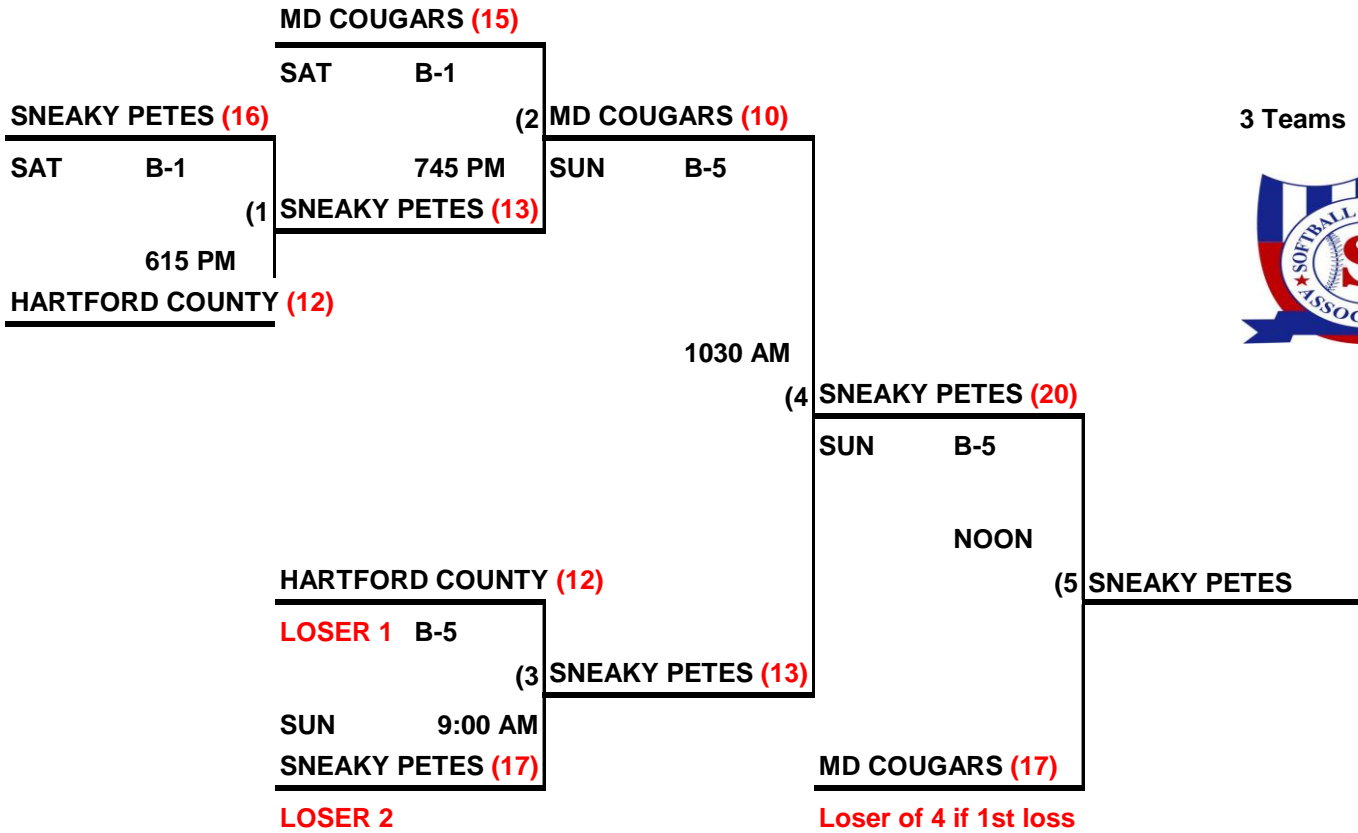 MD COUGARS (15)
SAT B-1
SNEAKY PETES (16)
(2 MD COUGARS (10)
3 Teams
SAT B-1
745 PM
SUN B-5
(1 SNEAKY PETES (13)
615 PM
HARTFORD COUNTY (12)
SOFTBALL
1030 AM
(4 SNEAKY PETES (20)
SUN B-5
NOON
HARTFORD COUNTY (12)
(5 SNEAKY PETES
LOSER 1 B-5
(3 SNEAKY PETES (13)
SUN 9:00 AM
SNEAKY PETES (17)
MD COUGARS (17)
LOSER 2
Loser of 4 if 1st loss